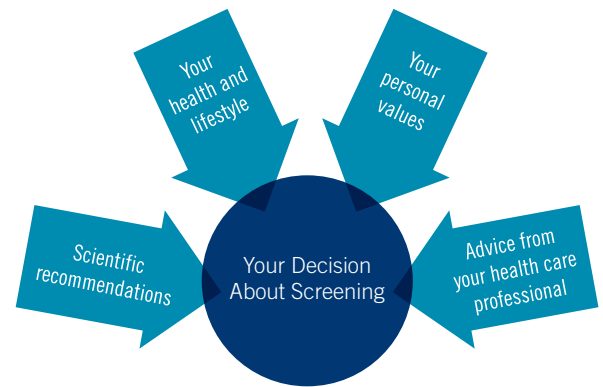 Your
health and
lifestyle
Your
personal
values
Scientific
recommendations
Your Decision
About Screening
Advice from
your health care
professional